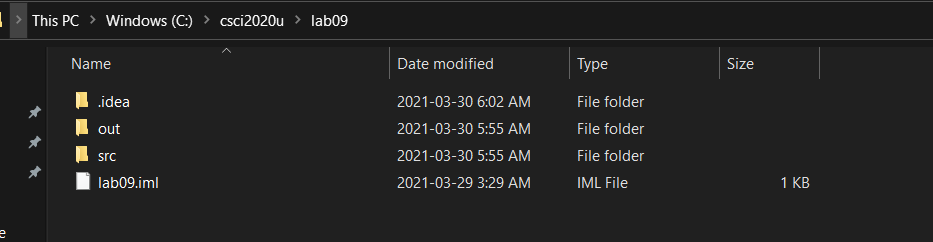 This PC > Windows (C:) > csci2020u > lab09
Name Date modified Type Size
.idea 2021-03-30 6:02 AM File folder
out 2021-03-30 5:55 AM File folder
src 2021-03-30 5:55 AM File folder
lab09.iml 2021-03-29 3:29 AM IML File 1 KB
e